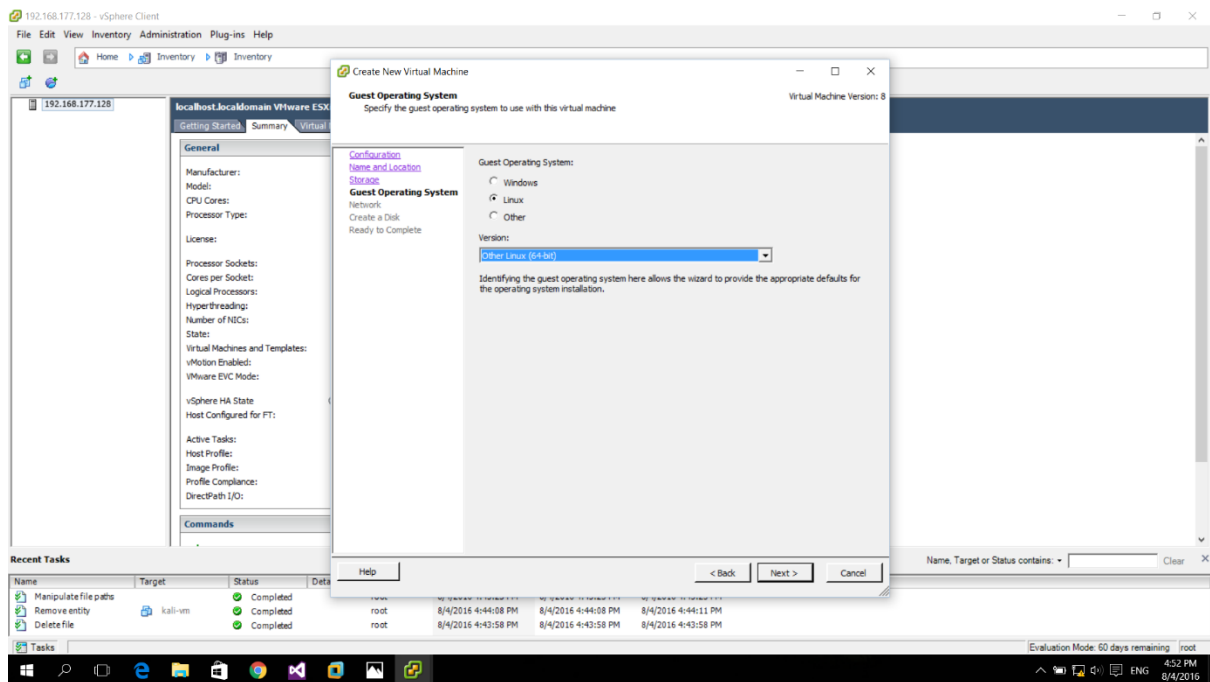 192.168.177.128 - vSphere Client
File Edit View Inventory Administration Plug-ins Help
Home Inventory Inventory
192.168.177.128
localhost.localdomain VMware ESX
Getting Started Summary Virtual
General
Manufacturer:
Model:
CPU Cores:
Processor Type:
License:
Processor Sockets:
Cores per Socket:
Logical Processors:
Hyperthreading:
Number of NICs:
State:
Virtual Machines and Templates:
vMotion Enabled:
VMware EVC Mode:
vSphere HA State
Host Configured for FT:
Active Tasks:
Host Profile:
Image Profile:
Profile Compliance:
DirectPath I/O:
Commands
Create New Virtual Machine
Guest Operating System
Specify the guest operating system to use with this virtual machine
Virtual Machine Version: 8
Configuration
Name and Location
Storage
Guest Operating System
Network
Create a Disk
Ready to Complete
Guest Operating System:
Windows
Linux
Other
Version:
Other Linux (64-bit)
Identifying the guest operating system here allows the wizard to provide the appropriate defaults for
the operating system installation.
Help < Back Next > Cancel
Recent Tasks
Name, Target or Status contains: Clear
Name Target Status Deta
Manipulate file paths Completed
Remove entity kali-vm Completed root 8/4/2016 4:44:08 PM 8/4/2016 4:44:08 PM 8/4/2016 4:44:11 PM
Delete file Completed root 8/4/2016 4:43:58 PM 8/4/2016 4:43:58 PM 8/4/2016 4:43:58 PM
Tasks
Evaluation Mode: 60 days remaining root
ENG
4:52 PM
8/4/2016